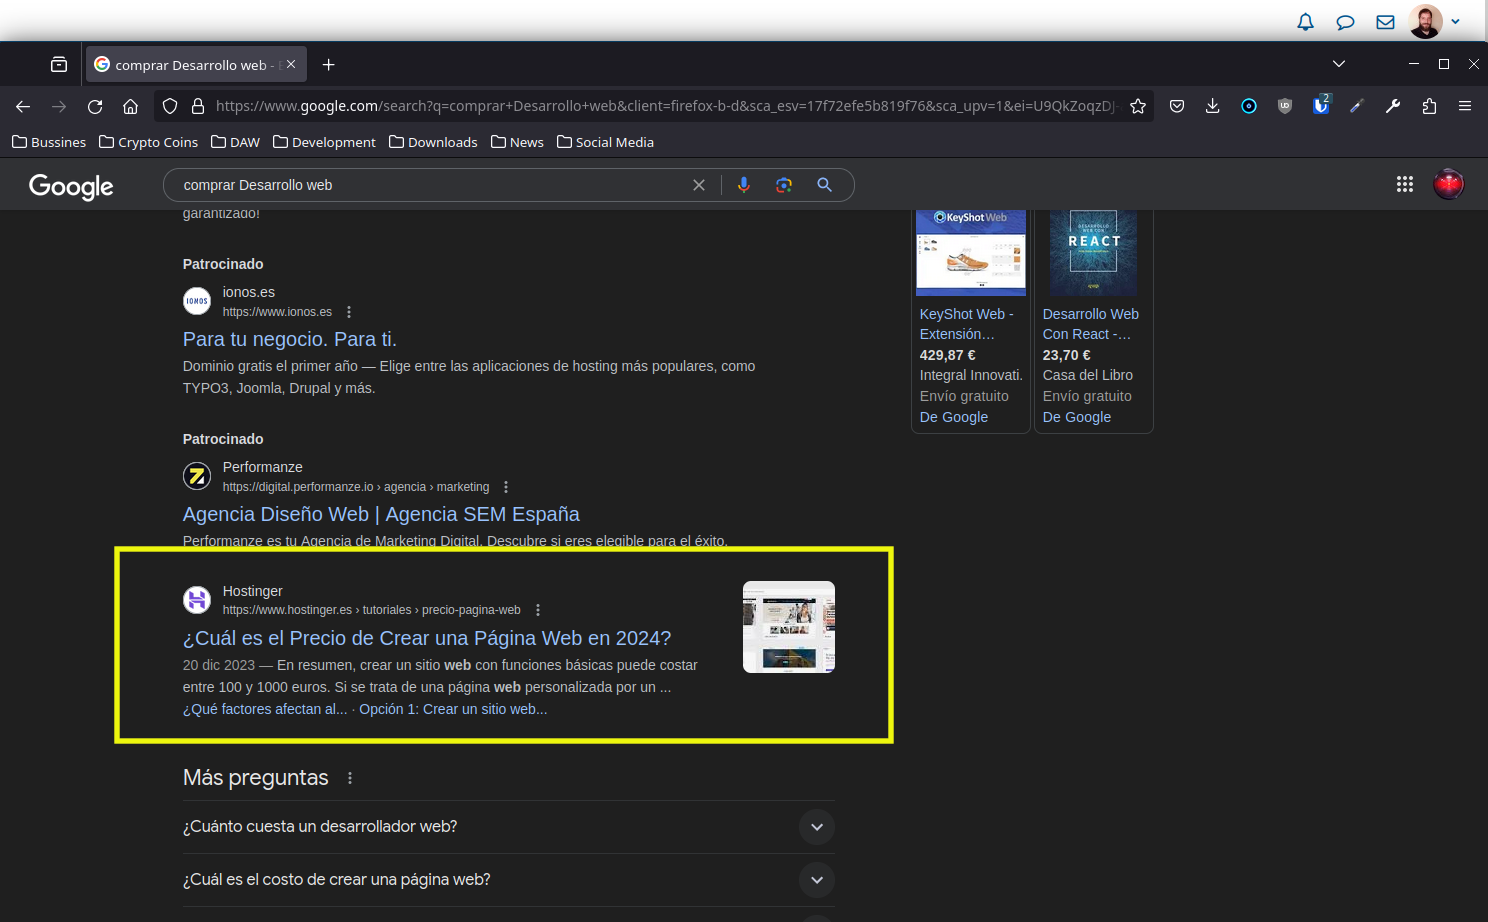 comprar Desarrollo web -
https://www.google.com/search?q=comprar+Desarrollo+web&client=firefox-b-d&sca_esv=17f72efe5b819f76&sca_upv=1&ei=U9QkZoqzDJ-
2
Bussines
Crypto Coins
DAW
Development
Downloads
News
Social Media
Google
comprar Desarrollo web
garantizado!
Patrocinado
IONOS
ionos.es
https://www.ionos.es
Para tu negocio. Para ti.
Dominio gratis el primer año — Elige entre las aplicaciones de hosting más populares, como
TYPO3, Joomla, Drupal y más.
Patrocinado
Performanze
https://digital.performanze.io › agencia › marketing
Agencia Diseño Web | Agencia SEM España
Performanze es tu Agencia de Marketing Digital. Descubre si eres elegible para el éxito.
Hostinger
https://www.hostinger.es › tutoriales › precio-pagina-web
¿Cuál es el Precio de Crear una Página Web en 2024?
20 dic 2023 — En resumen, crear un sitio web con funciones básicas puede costar
entre 100 y 1000 euros. Si se trata de una página web personalizada por un ...
¿Qué factores afectan al... · Opción 1: Crear un sitio web...
Más preguntas
¿Cuánto cuesta un desarrollador web?
¿Cuál es el costo de crear una página web?
KeyShot Web
KeyShot Web -
Extensión...
429,87 €
Integral Innovati.
Envío gratuito
De Google
DESARROLLO
WEB CON
REACT
Desarrollo Web
Con React -...
23,70 €
Casa del Libro
Envío gratuito
De Google